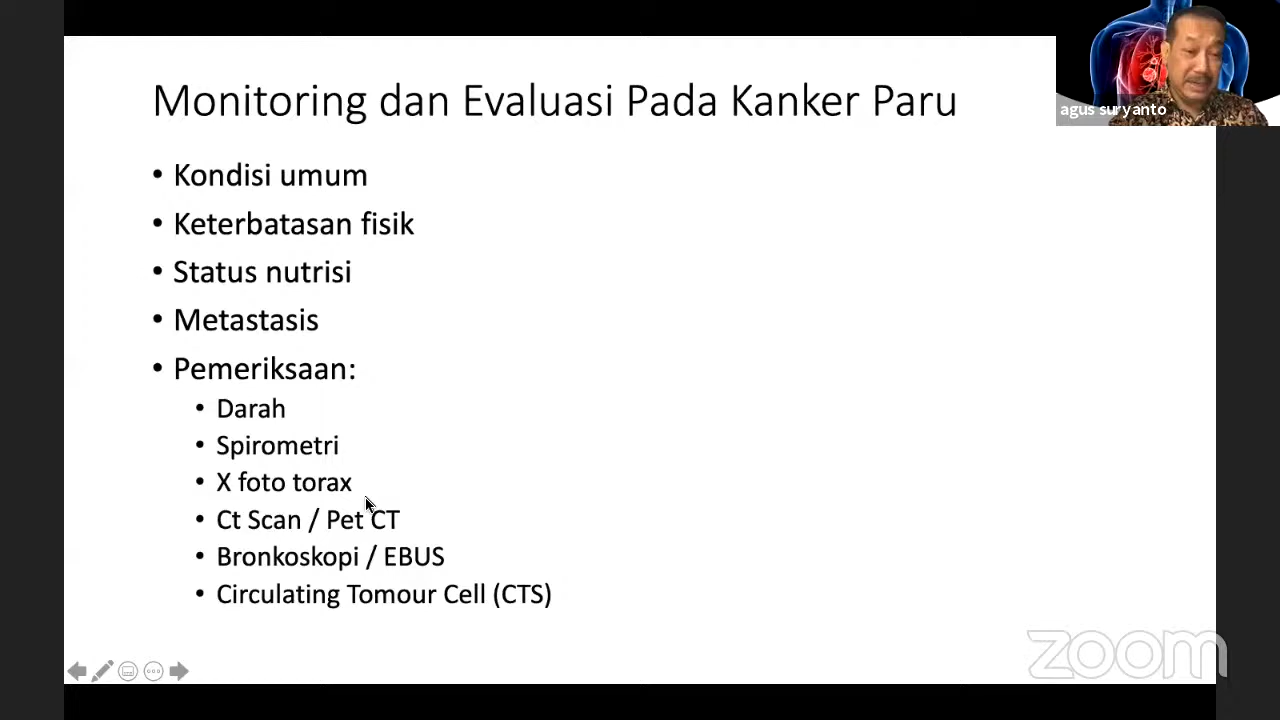 Monitoring dan Evaluasi Pada Kanker Paru
agus suryanto
• Kondisi umum
• Keterbatasan fisik
• Status nutrisi
• Metastasis
• Pemeriksaan:
• Darah
• Spirometri
• X foto torax
• Ct Scan / Pet CT
• Bronkoskopi / EBUS
• Circulating Tomour Cell (CTS)
zoom